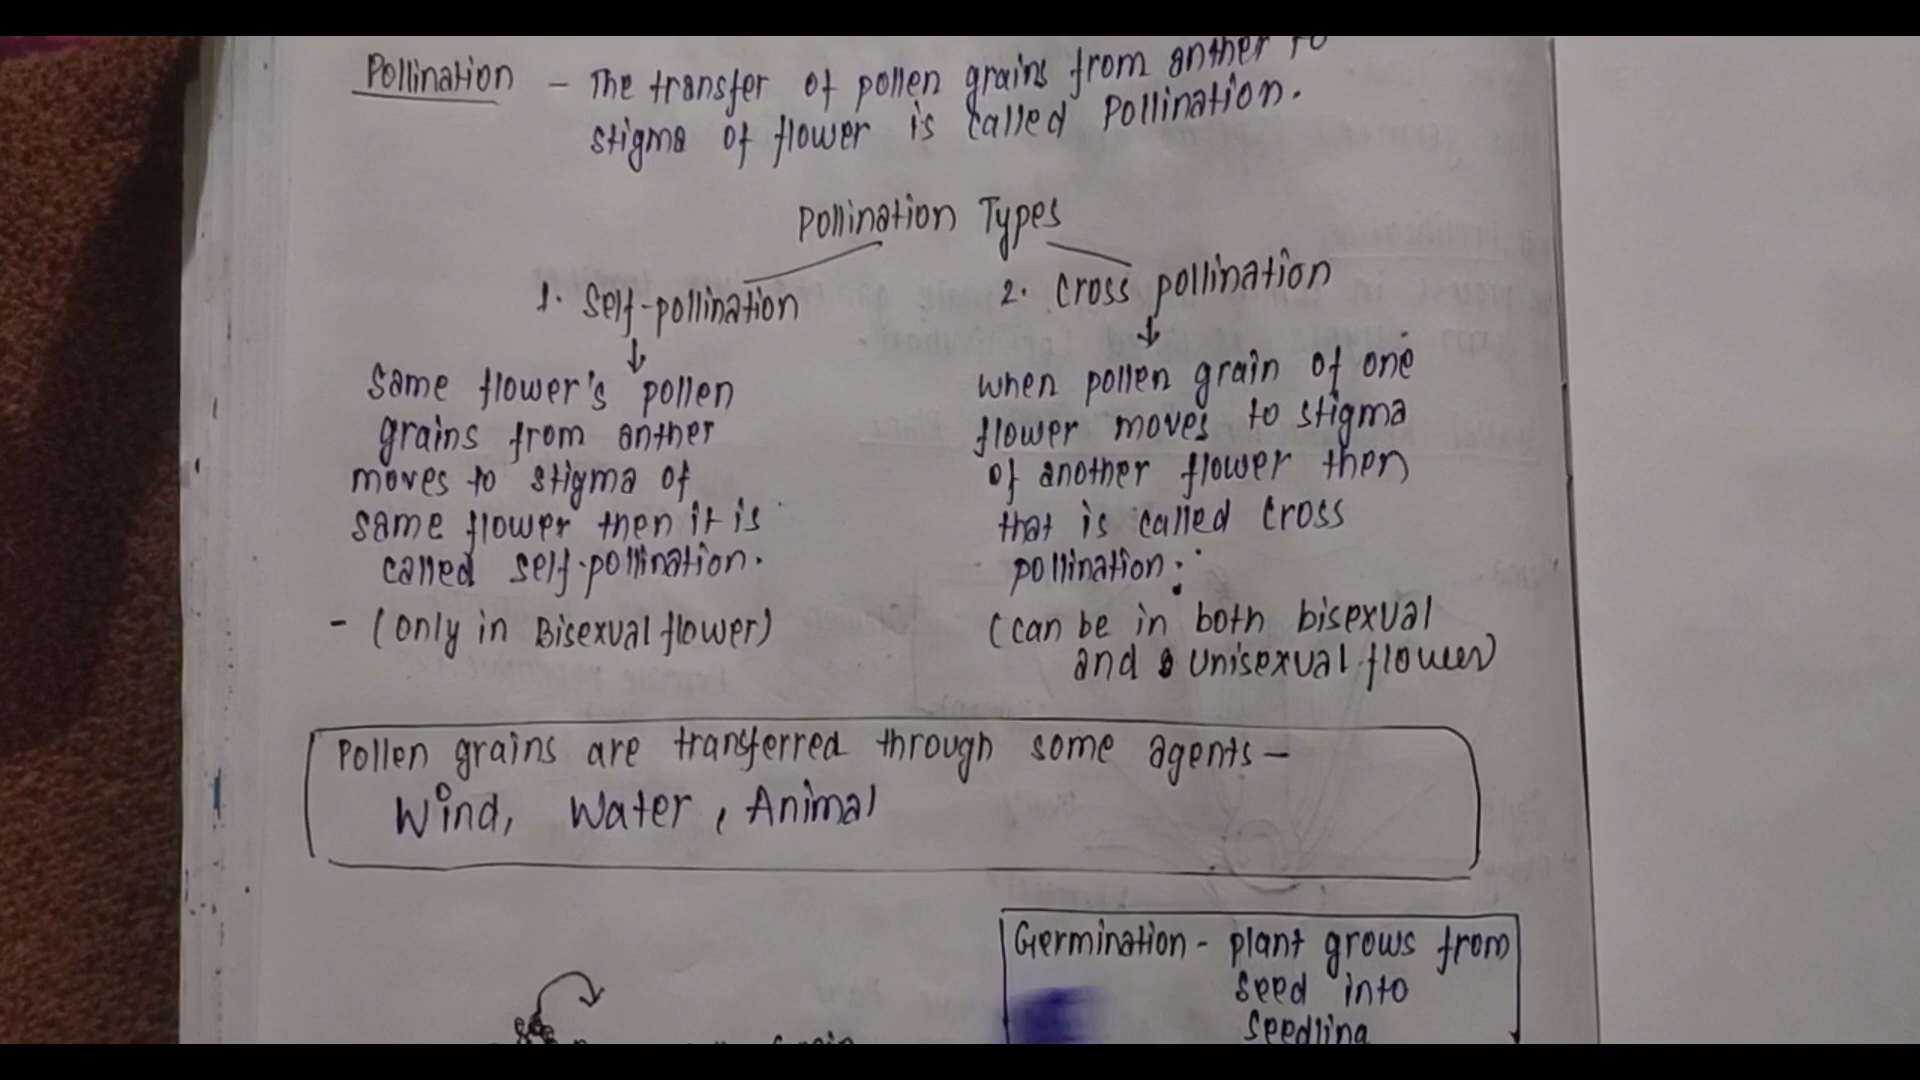 Pollination - The transfer of pollen grains from anther to
stigma of flower is called Pollination.
Pollination Types
1. Self-pollination
2. Cross pollination
Same flower's pollen
grains from anther
moves to stigma of
same flower then it is
called self-pollination.
- (only in Bisexual flower)
when pollen grain of one
flower moves to stigma
of another flower then
that is called cross
pollination.
(can be in both bisexual
and unisexual flower)
Pollen grains are transferred through some agents -
Wind, Water, Animal
Germination - plant grows from
seed into
seedling